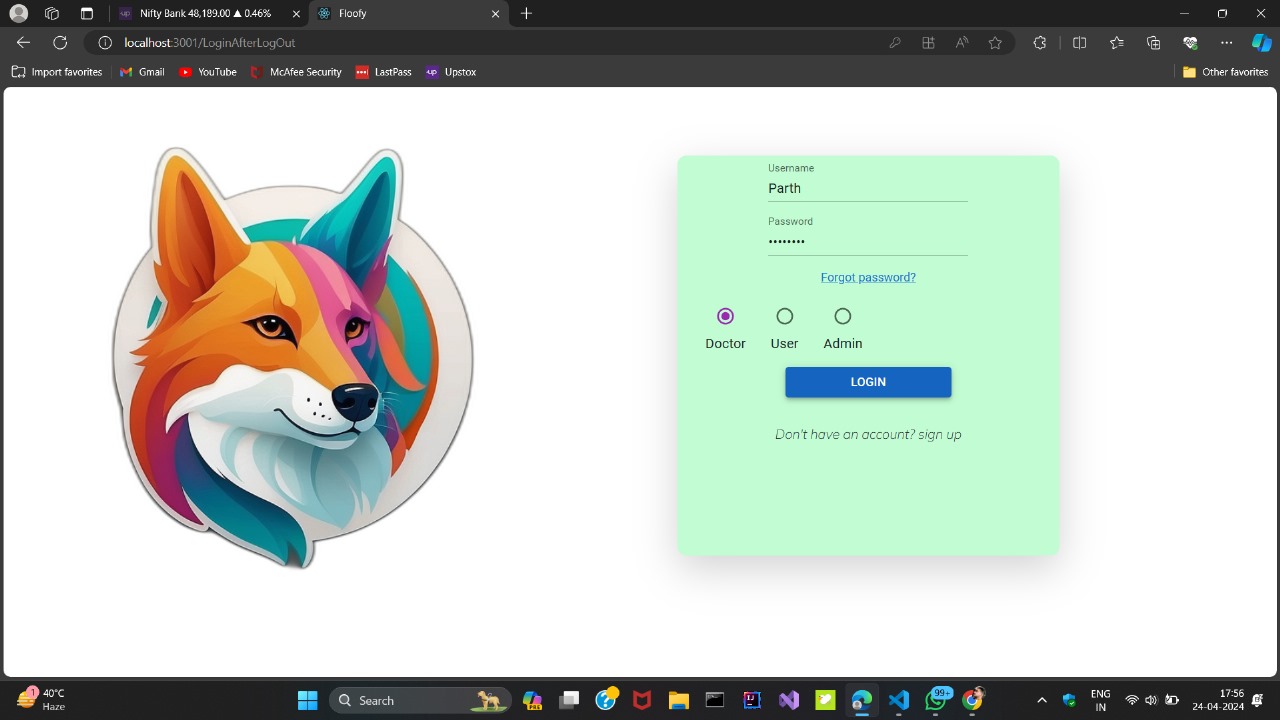 Nifty Bank 48,189.00 ▲ 0.46%
Floofy
localhost:3001/LoginAfterLogOut
Import favorites
Gmail
YouTube
McAfee Security
LastPass
up Upstox
Other favorites
Username
Parth
Password
••••••••
Forgot password?
Doctor User Admin
LOGIN
Don't have an account? sign up
1
40°C
Haze
Search
PRE
99+
ENG
IN
17:56
24-04-2024